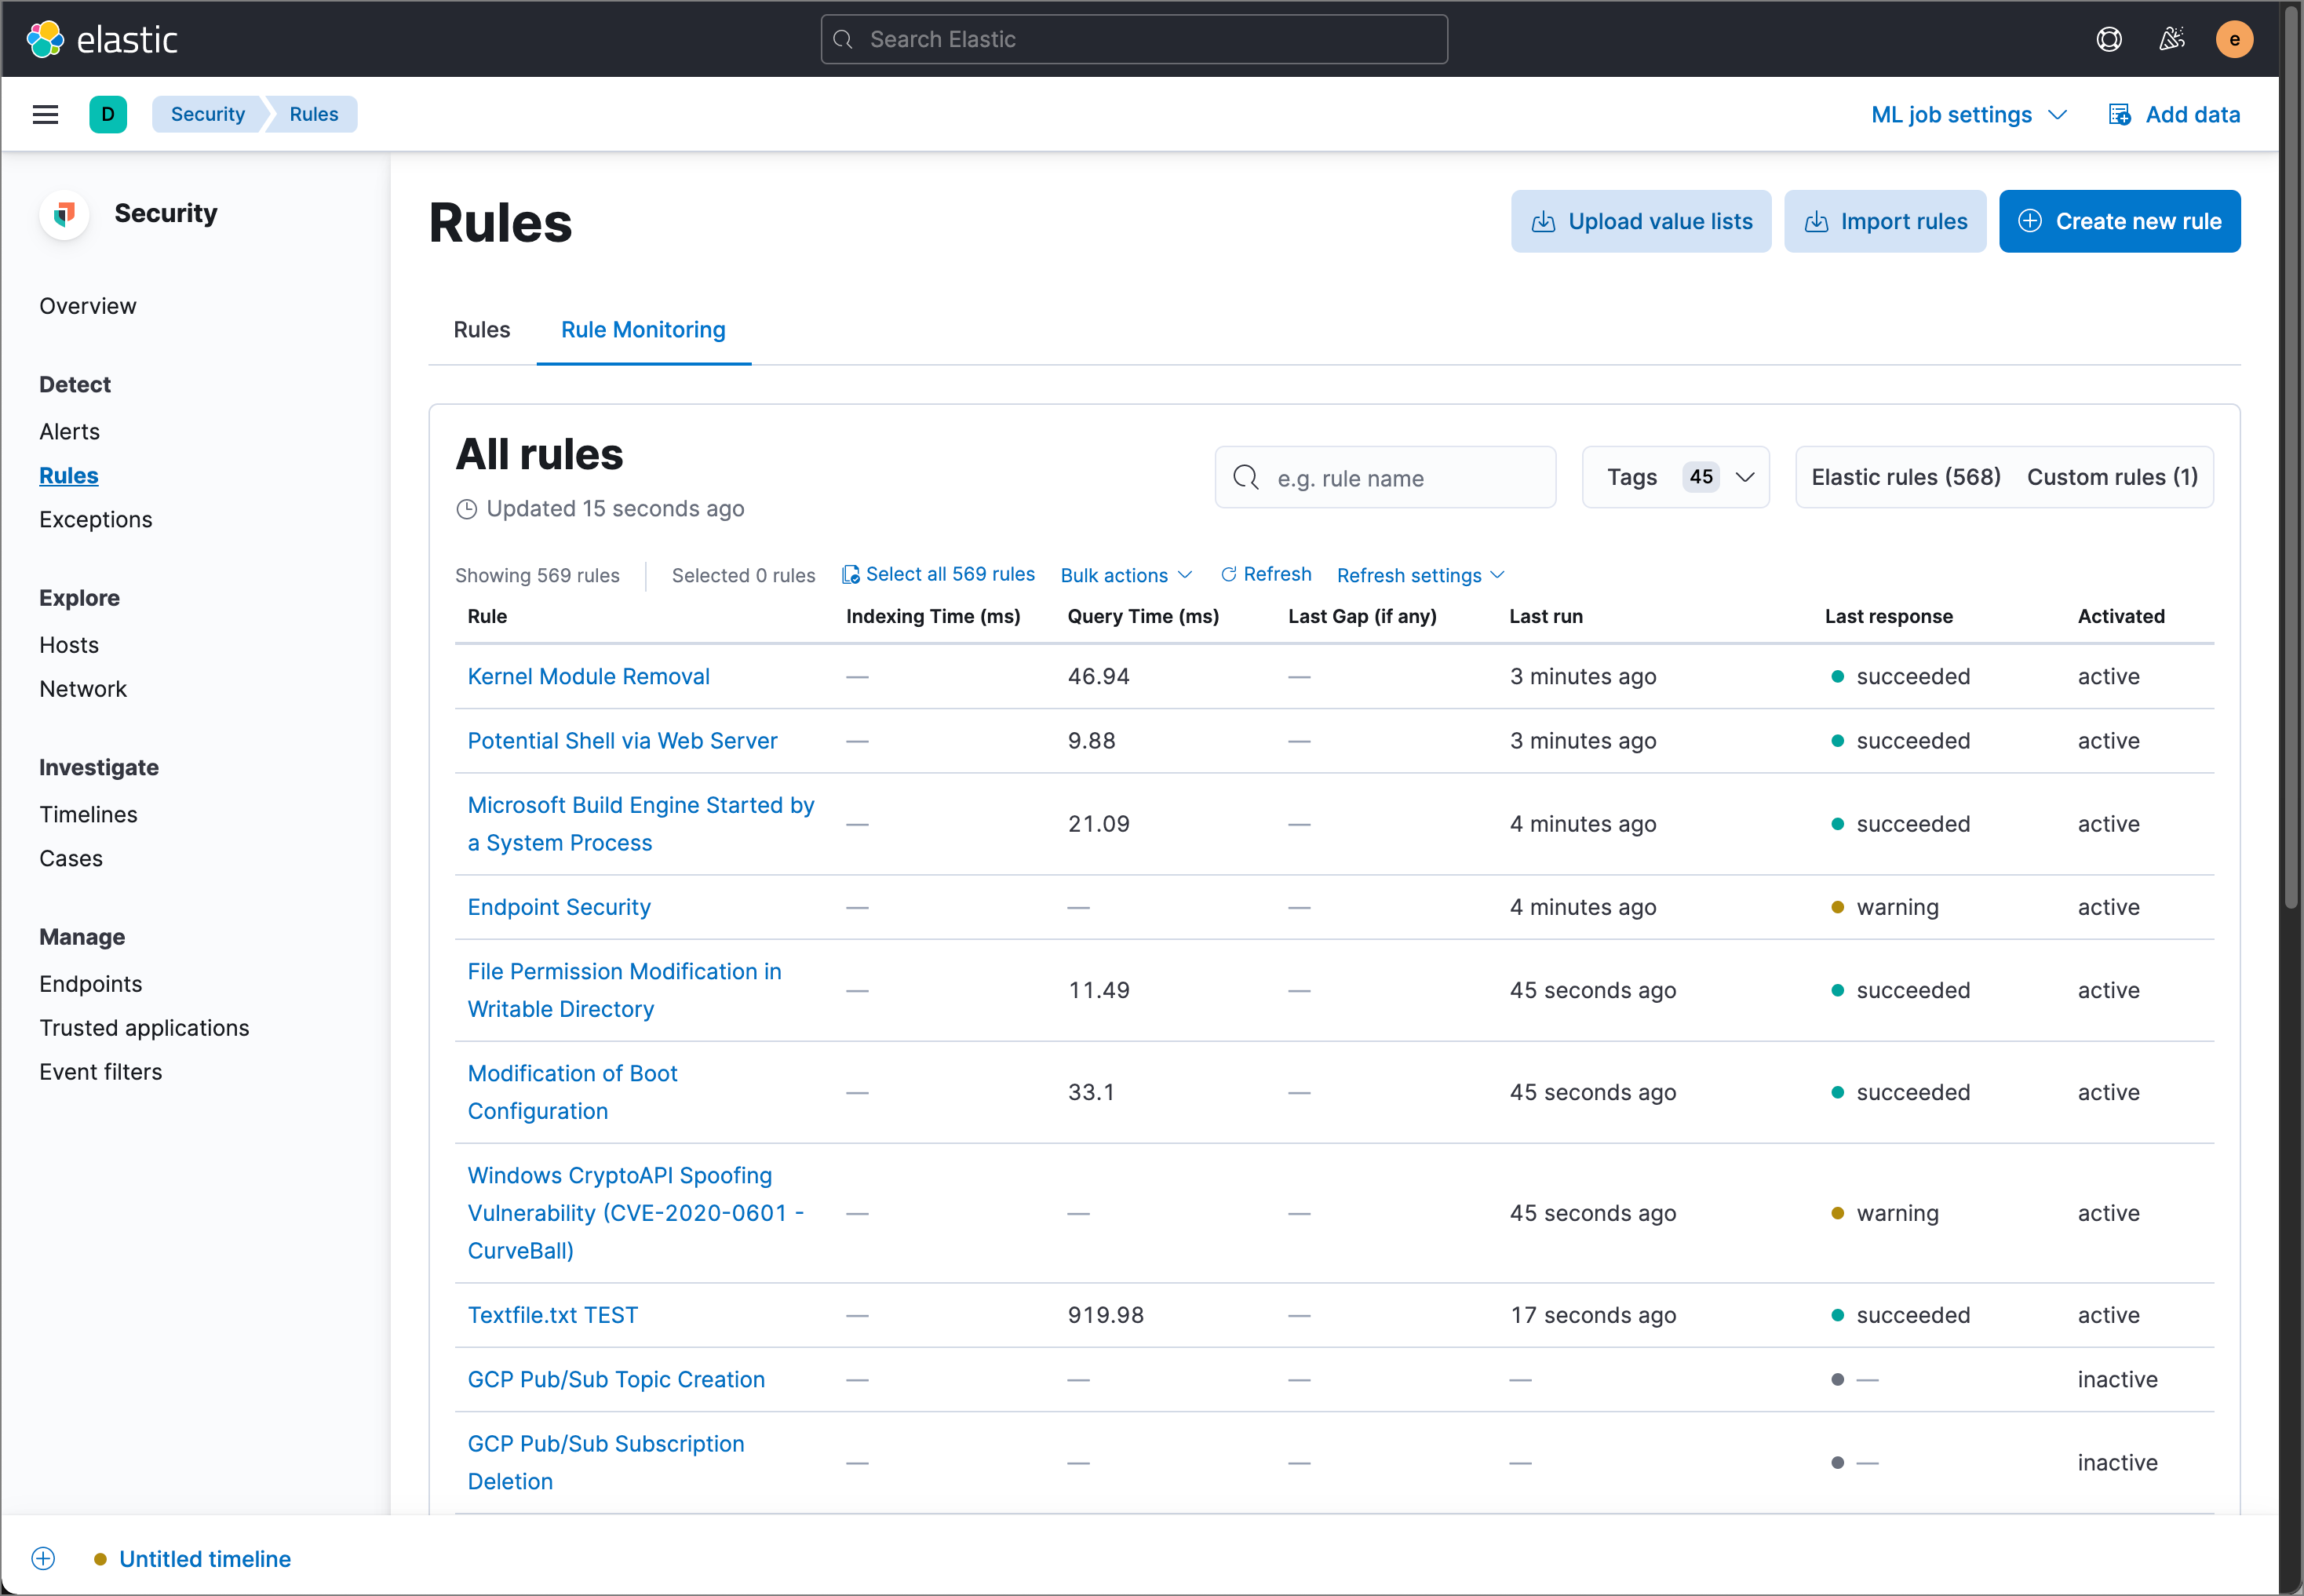 elastic
Search Elastic
e
D
Security
Rules
ML job settings
Add data
Security
Overview
Detect
Alerts
Rules
Exceptions
Explore
Hosts
Network
Investigate
Timelines
Cases
Manage
Endpoints
Trusted applications
Event filters
Rules
Upload value lists
Import rules
Create new rule
Rules
Rule Monitoring
All rules
Updated 15 seconds ago
e.g. rule name
Tags 45
Elastic rules (568)
Custom rules (1)
Showing 569 rules
Selected 0 rules
Select all 569 rules
Bulk actions
Refresh
Refresh settings
Rule Indexing Time (ms) Query Time (ms) Last Gap (if any) Last run Last response Activated
Kernel Module Removal — 46.94 — 3 minutes ago succeeded active
Potential Shell via Web Server — 9.88 — 3 minutes ago succeeded active
Microsoft Build Engine Started by
a System Process — 21.09 — 4 minutes ago succeeded active
Endpoint Security — — — 4 minutes ago warning active
File Permission Modification in
Writable Directory — 11.49 — 45 seconds ago succeeded active
Modification of Boot
Configuration — 33.1 — 45 seconds ago succeeded active
Windows CryptoAPI Spoofing
Vulnerability (CVE-2020-0601 - — — — 45 seconds ago warning active
CurveBall)
Textfile.txt TEST — 919.98 — 17 seconds ago succeeded active
GCP Pub/Sub Topic Creation — — — — — inactive
GCP Pub/Sub Subscription
Deletion — — — — — inactive
Untitled timeline